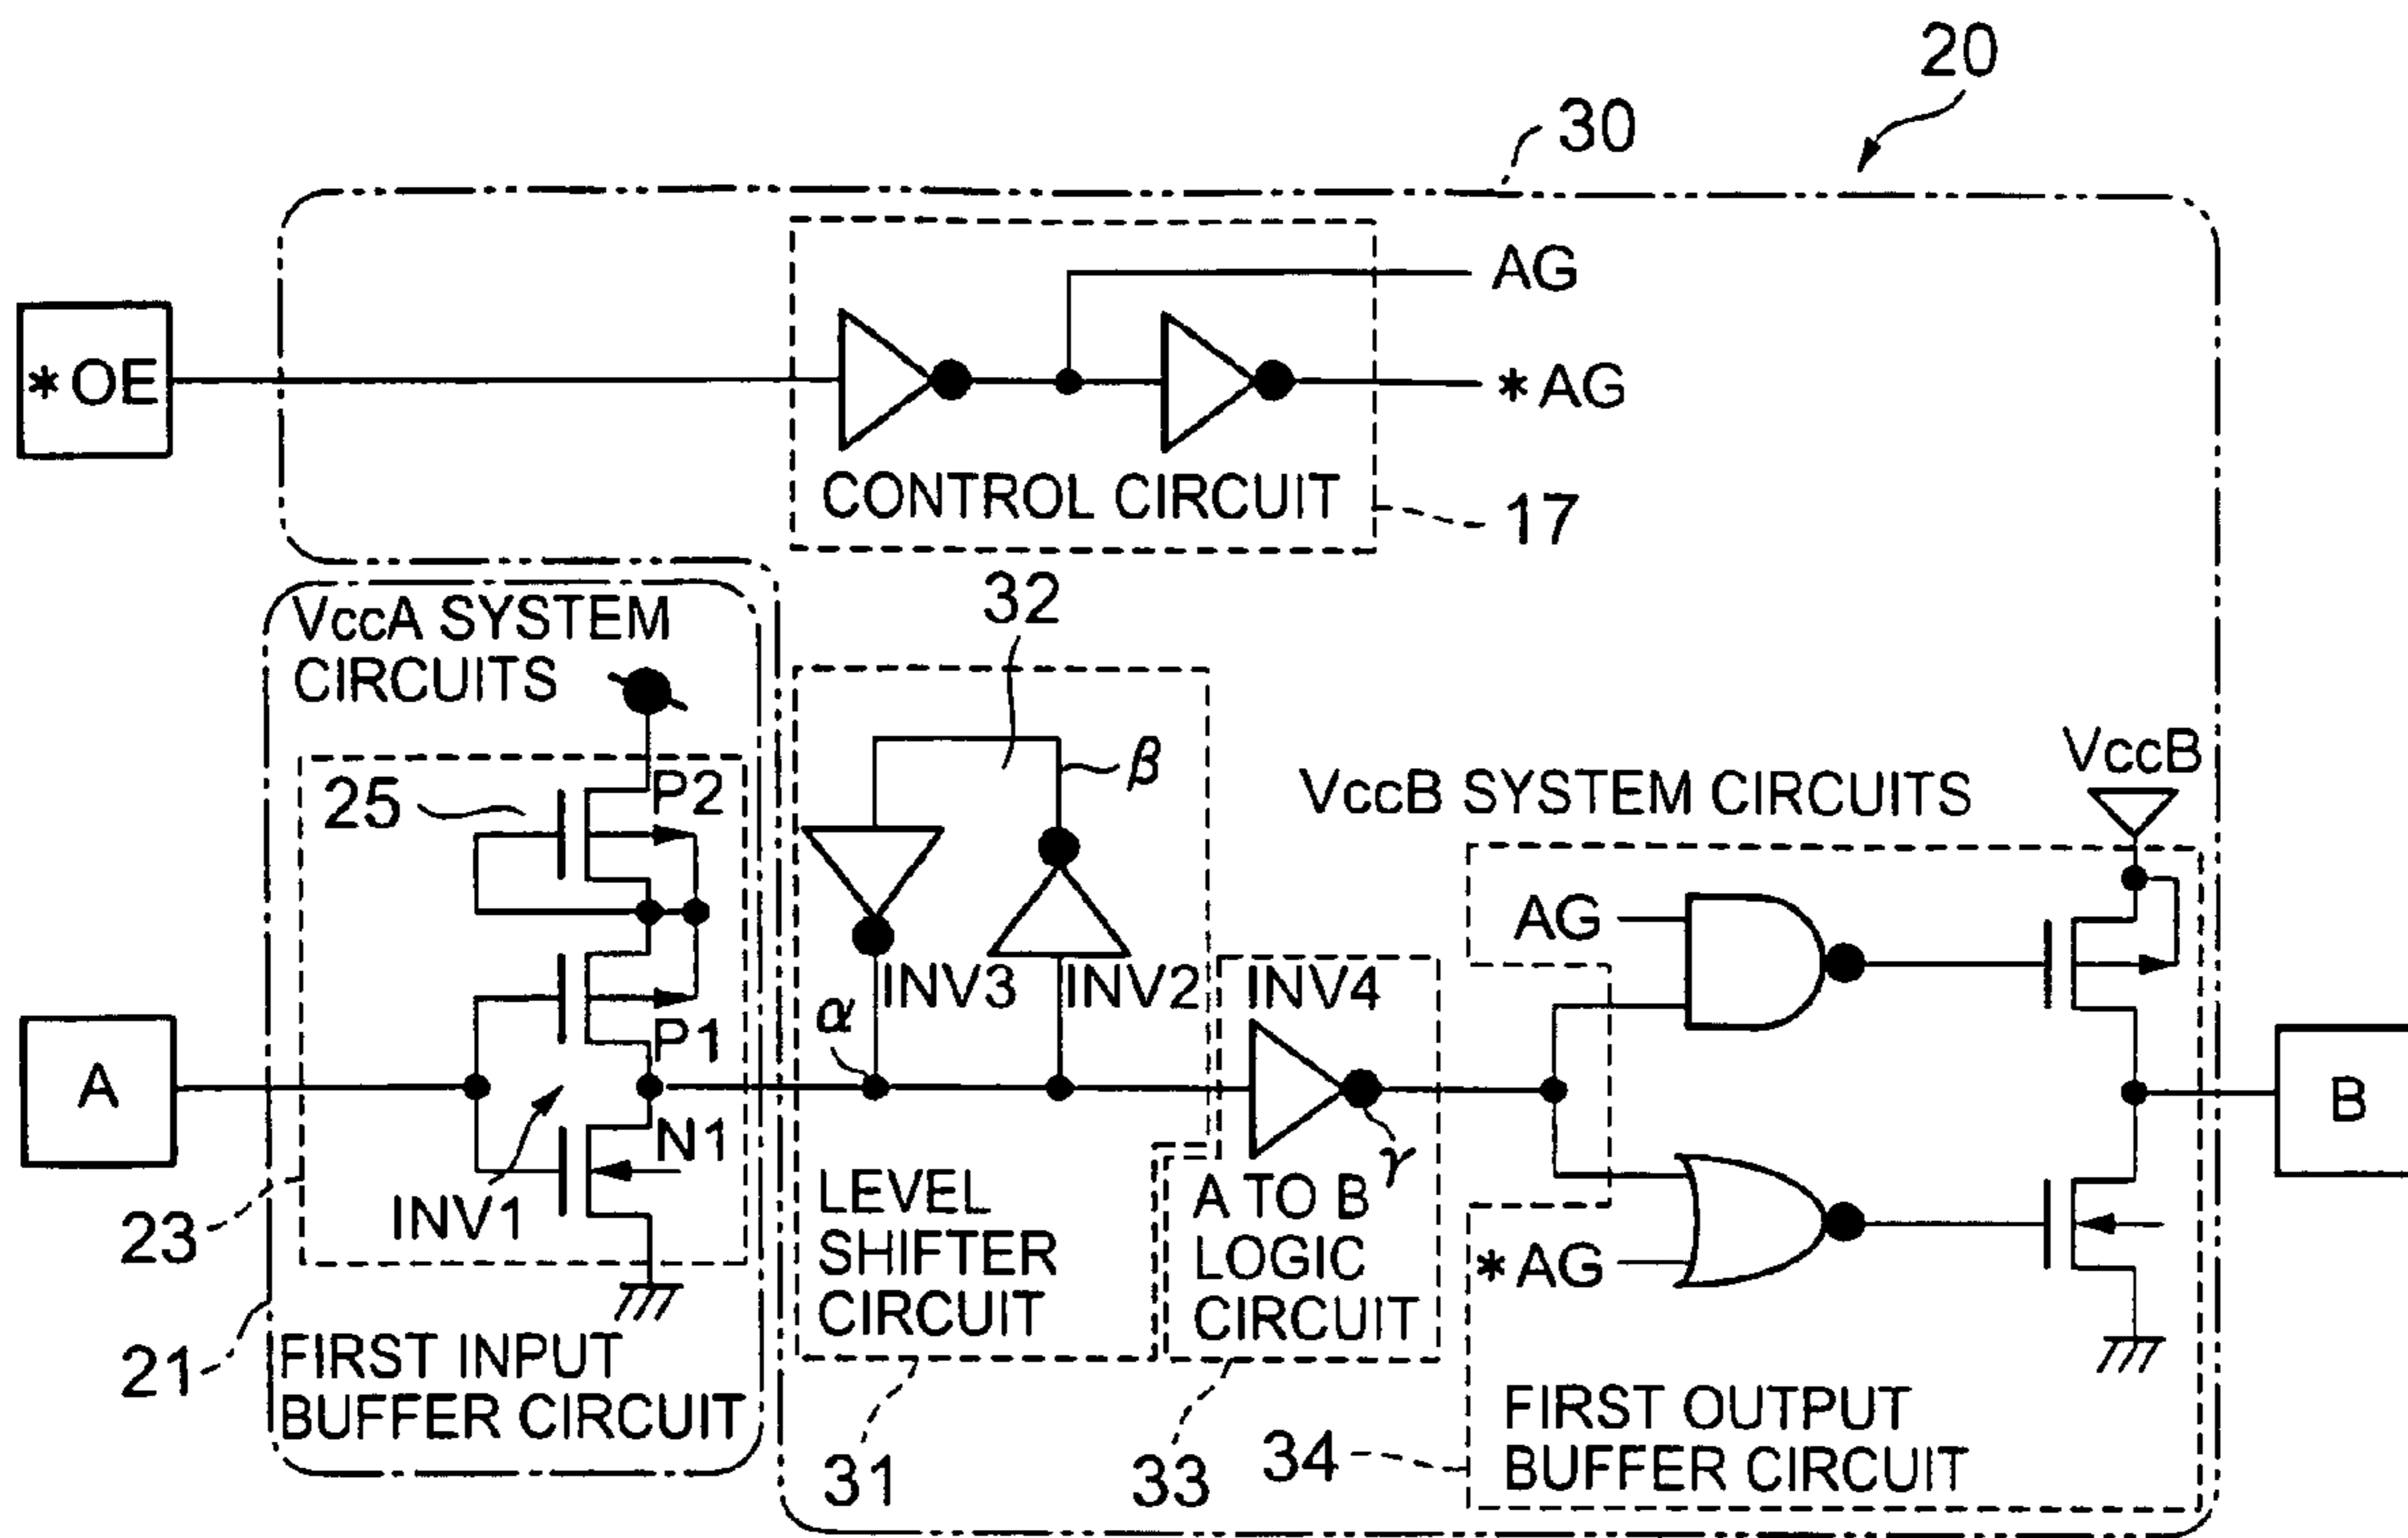 20
30
AG
*OE
*AG
CONTROL CIRCUIT
17
VccA SYSTEM
CIRCUITS
32
β
P2
25
VccB
VccB SYSTEM CIRCUITS
AG
INV3
INV2
INV4
α
P1
A
B
N1
γ
INV1
23
LEVEL
SHIFTER
CIRCUIT
A TO B
LOGIC
CIRCUIT
*AG
21
FIRST INPUT
BUFFER CIRCUIT
31
33
34
FIRST OUTPUT
BUFFER CIRCUIT